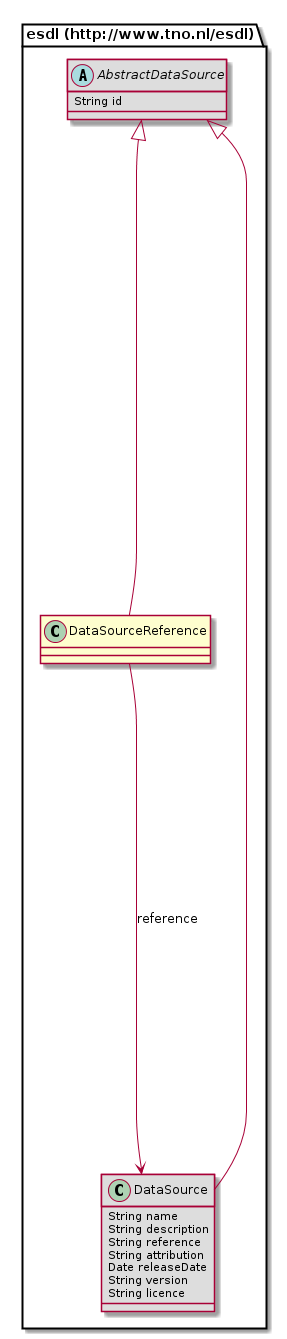 esdl (http://www.tno.nl/esdl)
A AbstractDataSource
String id
C DataSourceReference
reference
C DataSource
String name
String description
String reference
String attribution
Date releaseDate
String version
String licence